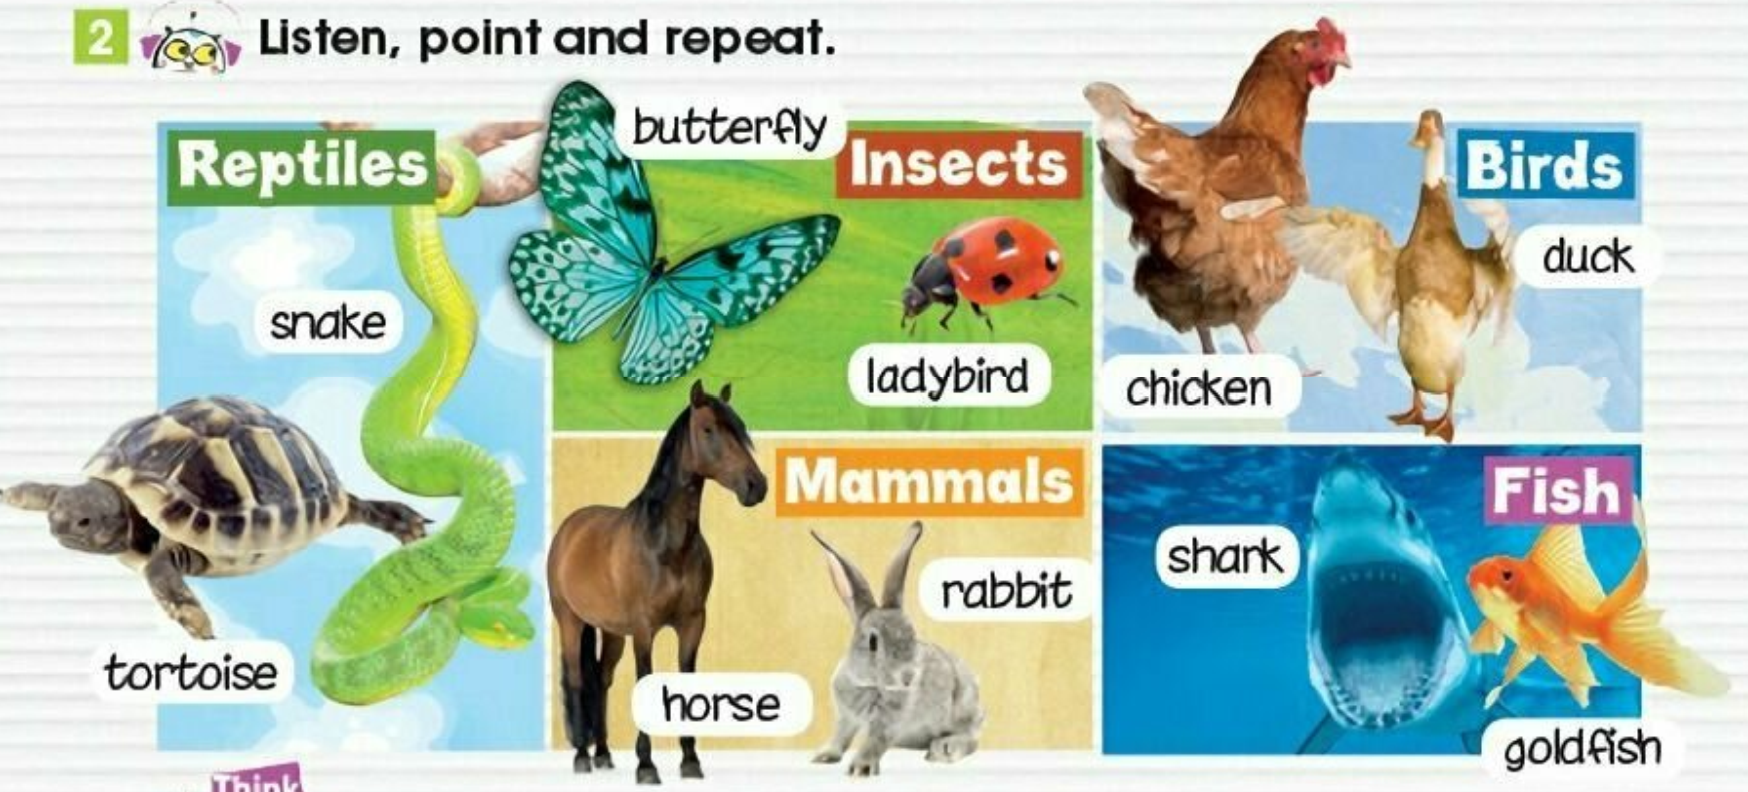 2 Listen, point and repeat.
Reptiles
snake
tortoise
butterfly
Insects
ladybird
Birds
duck
chicken
Mammals
rabbit
horse
Fish
shark
goldfish
Think